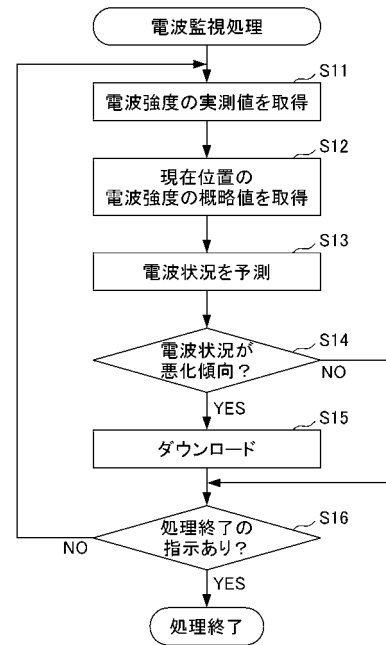 電波監視処理
S11
電波強度の実測値を取得
S12
現在位置の
電波強度の概略値を取得
S13
電波状況を予測
S14
電波状況が
悪化傾向？
NO
YES
S15
ダウンロード
S16
処理終了の
指示あり？
NO
YES
処理終了